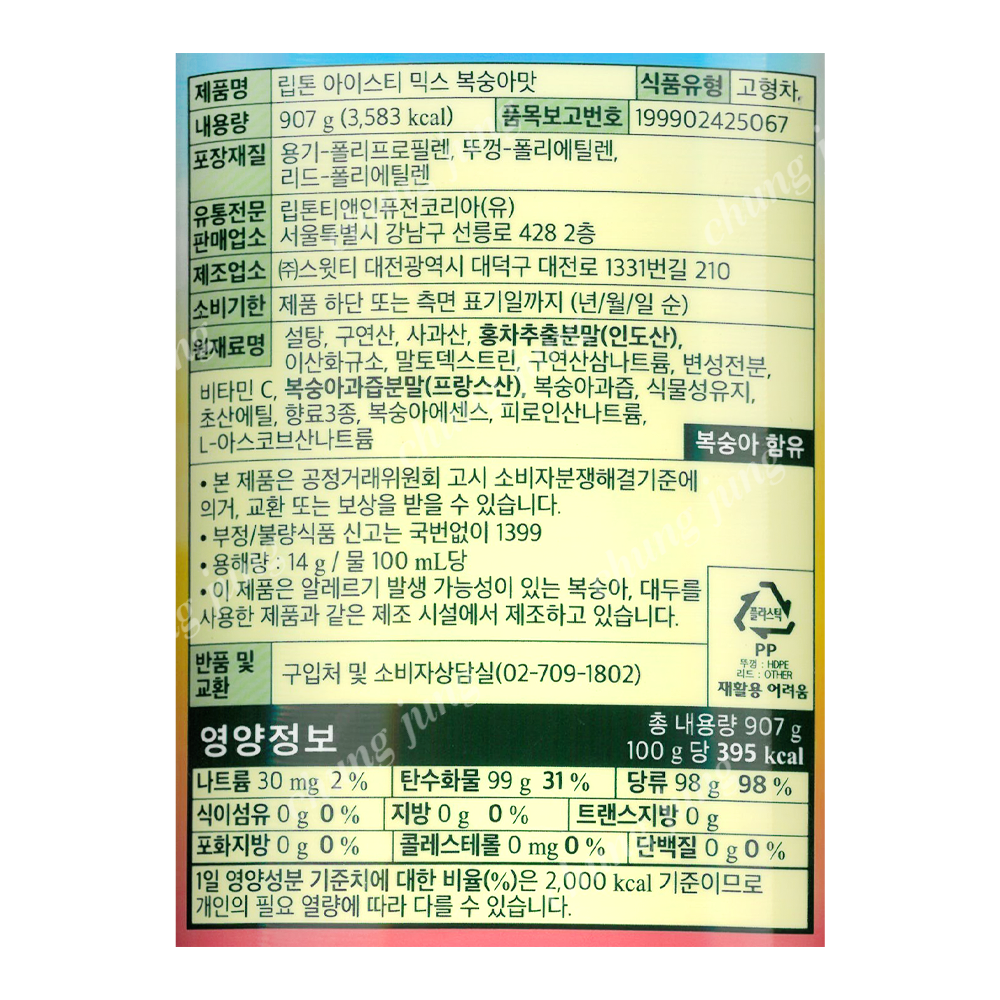 제품명 립톤 아이스티 믹스 복숭아맛 식품유형 고형차
내용량 907 g (3,583 kcal) 품목보고번호 199902425067
포장재질 용기-폴리프로필렌, 뚜껑-폴리에틸렌,
리드-폴리에틸렌
유통전문 립톤티앤인퓨전코리아(유)
판매업소 서울특별시 강남구 선릉로 428 2층
제조업소 ㈜스윗티 대전광역시 대덕구 대전로 1331번길 210
소비기한 제품 하단 또는 측면 표기일까지 (년/월/일 순)
원재료명 설탕, 구연산, 사과산, 홍차추출분말(인도산),
이산화규소, 말토덱스트린, 구연산삼나트륨, 변성전분,
비타민 C, 복숭아과즙분말(프랑스산), 복숭아과즙, 식물성유지,
초산에틸, 향료3종, 복숭아에센스, 피로인산나트륨,
L-아스코브산나트륨
복숭아 함유
• 본 제품은 공정거래위원회 고시 소비자분쟁해결기준에
의거, 교환 또는 보상을 받을 수 있습니다.
• 부정/불량식품 신고는 국번없이 1399
• 용해량 : 14 g / 물 100 mL당
• 이 제품은 알레르기 발생 가능성이 있는 복숭아, 대두를
사용한 제품과 같은 제조 시설에서 제조하고 있습니다.
플라스틱
PP
뚜껑 : HDPE
리드 : OTHER
재활용 어려움
반품 및
교환 구입처 및 소비자상담실(02-709-1802)
영양정보 총 내용량 907 g
100 g 당 395 kcal
나트륨 30 mg 2 % 탄수화물 99 g 31 % 당류 98 g 98 %
식이섬유 0 g 0 % 지방 0 g 0 % 트랜스지방 0 g
포화지방 0 g 0 % 콜레스테롤 0 mg 0 % 단백질 0 g 0 %
1일 영양성분 기준치에 대한 비율(%)은 2,000 kcal 기준이므로
개인의 필요 열량에 따라 다를 수 있습니다.
chung jung